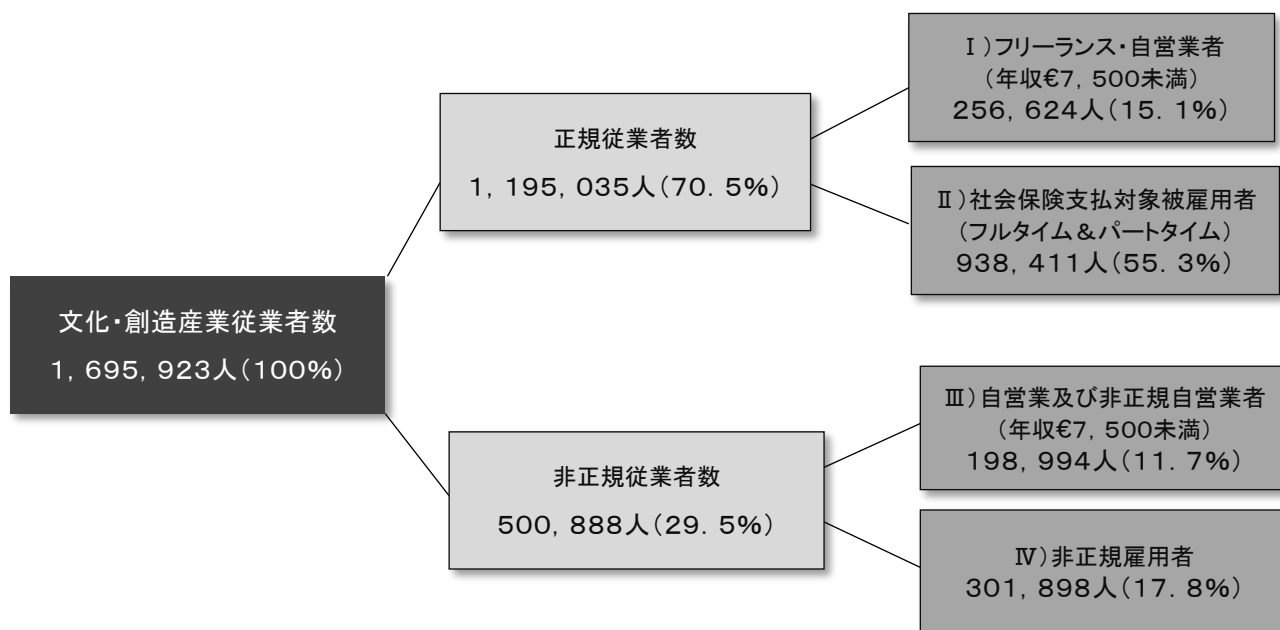 文化・創造産業従業者数
1, 695, 923人(100%)
正規従業者数
1, 195, 035人(70. 5%)
Ⅰ)フリーランス・自営業者
(年収€7, 500未満)
256, 624人(15. 1%)
Ⅱ)社会保険支払対象被雇用者
(フルタイム&パートタイム)
938, 411人(55. 3%)
非正規従業者数
500, 888人(29. 5%)
Ⅲ)自営業及び非正規自営業者
(年収€7, 500未満)
198, 994人(11. 7%)
Ⅳ)非正規雇用者
301, 898人(17. 8%)